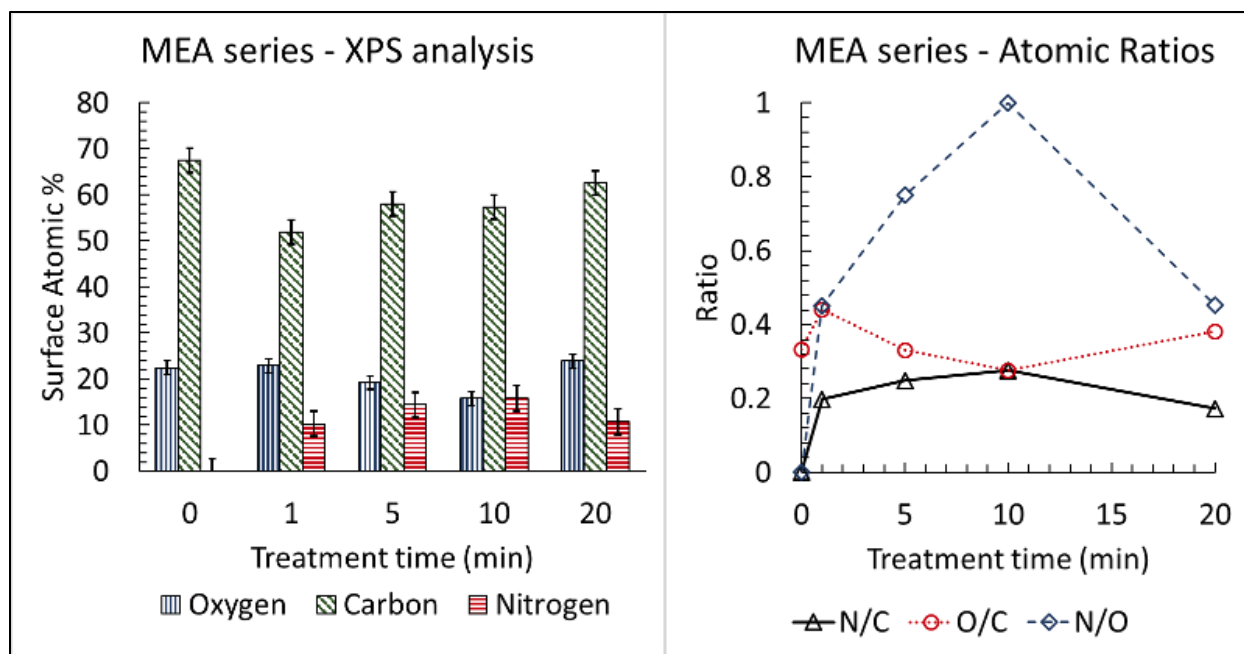 MEA series - XPS analysis
80
70
60
50
40
30
20
10
0
Surface Atomic %
0 1 5 10 20
Treatment time (min)
Oxygen Carbon Nitrogen
MEA series - Atomic Ratios
1
0.8
0.6
0.4
0.2
0
Ratio
0 5 10 15 20
Treatment time (min)
N/C O/C N/O